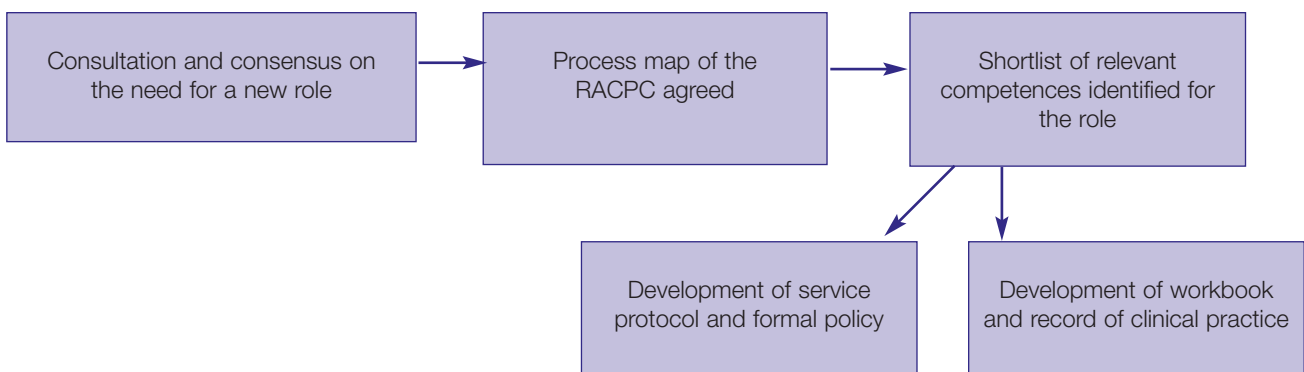 Consultation and consensus on
the need for a new role
Process map of the
RACPC agreed
Shortlist of relevant
competences identified for
the role
Development of service
protocol and formal policy
Development of workbook
and record of clinical practice